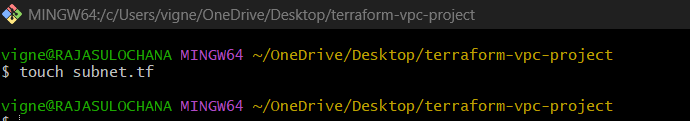 MINGW64:/c/Users/vigne/OneDrive/Desktop/terraform-vpc-project
vigne@RAJASULOCHANA MINGW64 ~/OneDrive/Desktop/terraform-vpc-project
$ touch subnet.tf
vigne@RAJASULOCHANA MINGW64 ~/OneDrive/Desktop/terraform-vpc-project
$